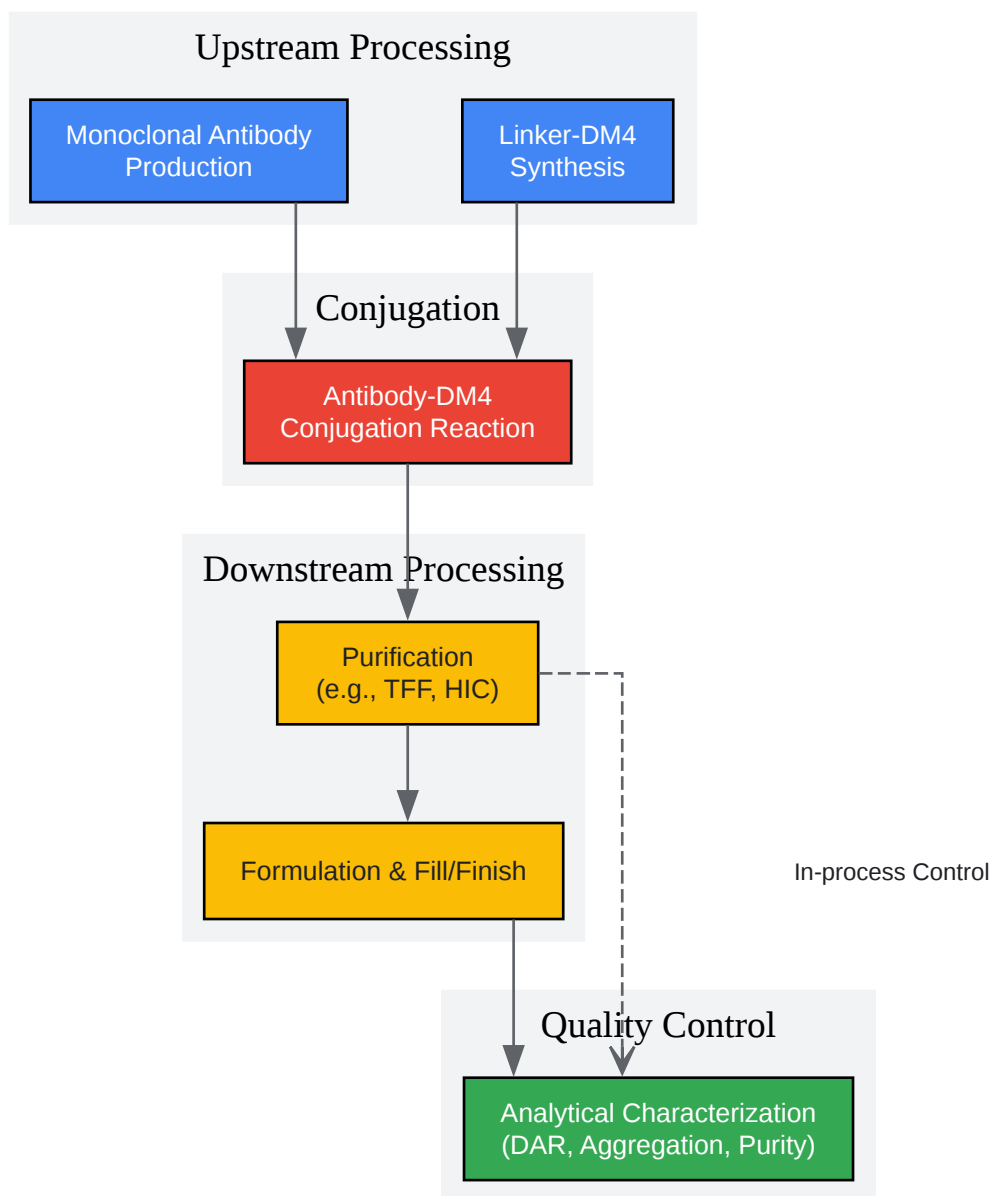 Upstream Processing
Monoclonal Antibody
Production
Linker-DM4
Synthesis
Conjugation
Antibody-DM4
Conjugation Reaction
Downstream Processing
Purification
(e.g., TFF, HIC)
Formulation & Fill/Finish
In-process Control
Quality Control
Analytical Characterization
(DAR, Aggregation, Purity)